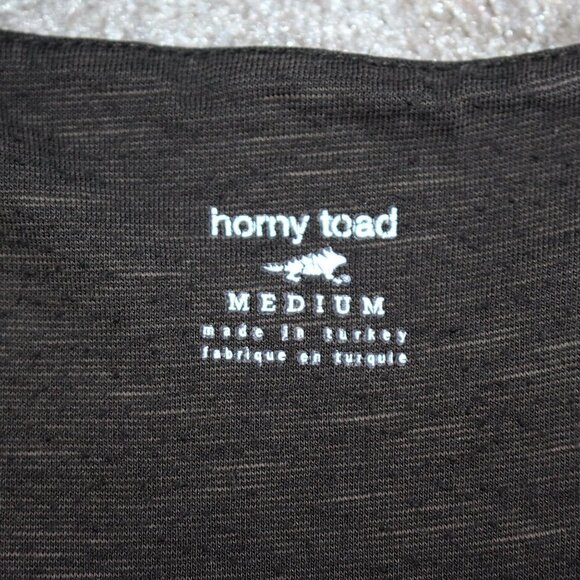 horny toad
MEDIUM
made in turkey
fabrique en turquie